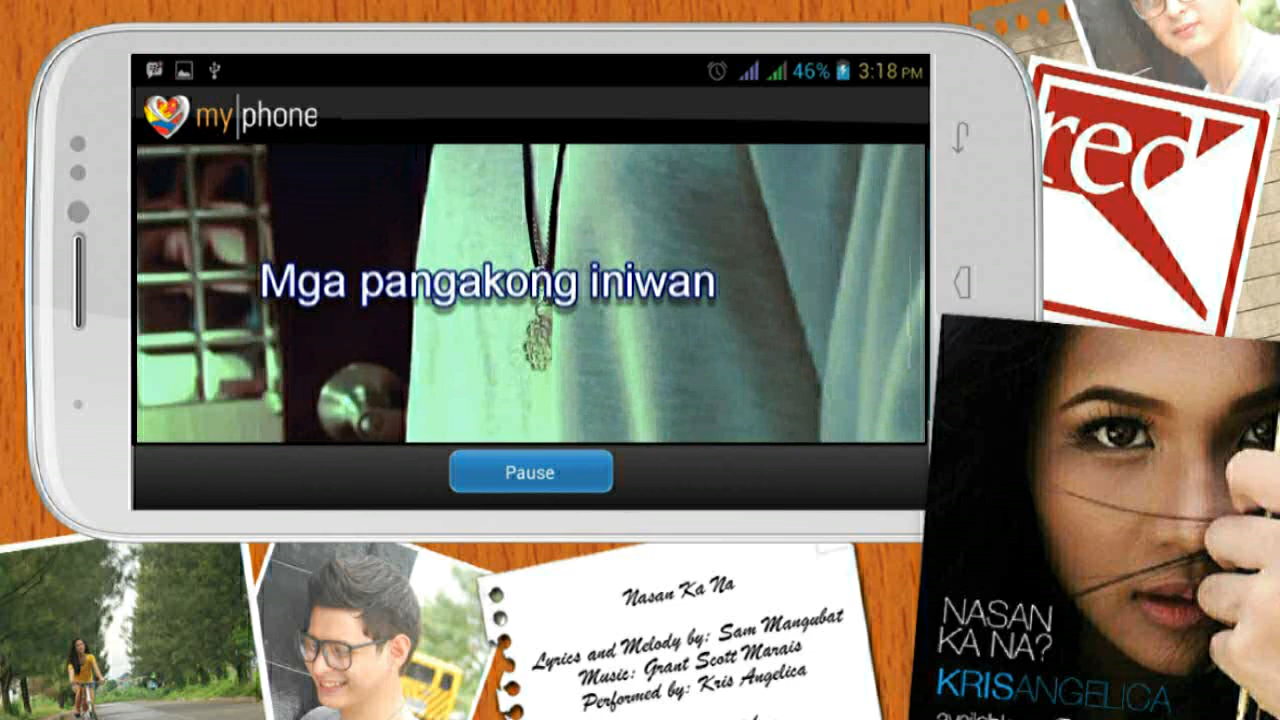 46% 3:18 PM
my|phone
Mga pangakong iniwan
Pause
red
NASAN
KA NA?
KRISANGELICA
Nasan Ka Na
Lyrics and Melody by: Sam Mangubat
Music: Grant Scott Marais
Performed by: Kris Angelica